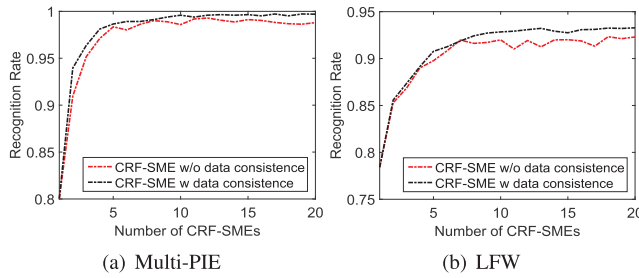 1
0.95
0.9
0.85
0.8
Recognition Rate
CRF-SME w/o data consistence
CRF-SME w data consistence
5
10
15
20
Number of CRF-SMEs
(a) Multi-PIE
1
0.95
0.9
0.85
0.8
0.75
Recognition Rate
CRF-SME w/o data consistence
CRF-SME w data consistence
5
10
15
20
Number of CRF-SMEs
(b) LFW